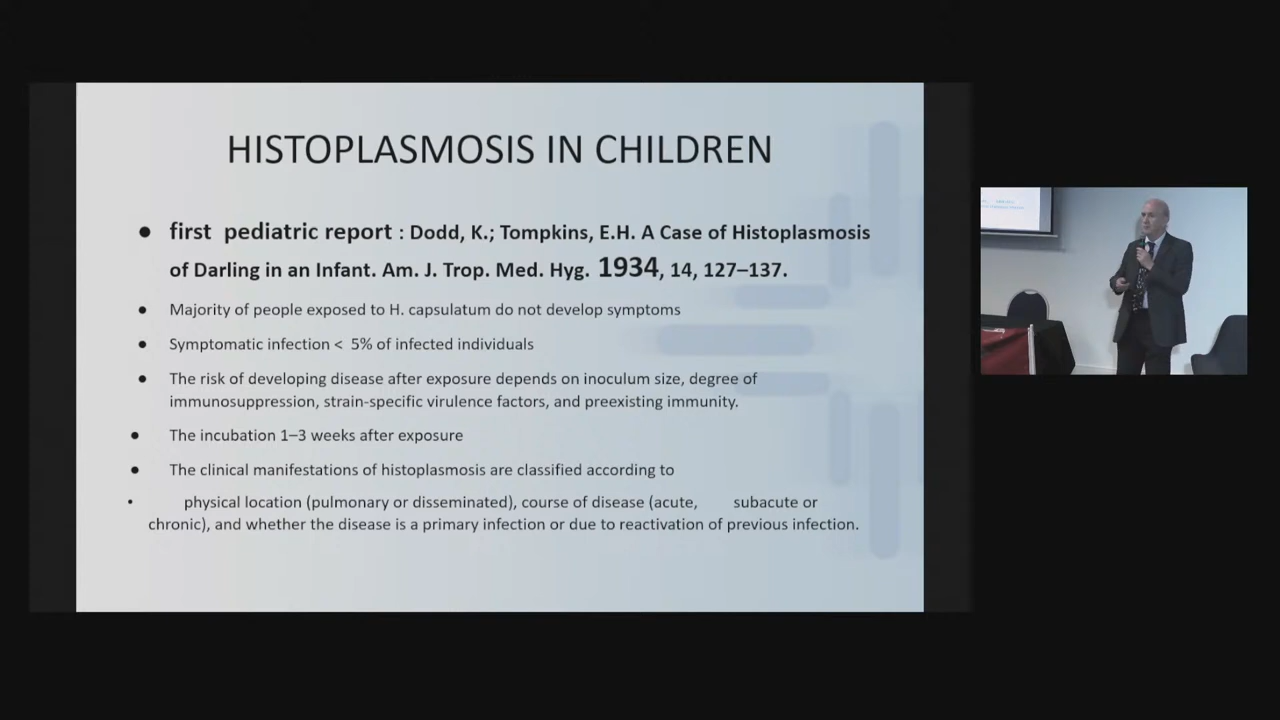 HISTOPLASMOSIS IN CHILDREN
● first pediatric report : Dodd, K.; Tompkins, E.H. A Case of Histoplasmosis
of Darling in an Infant. Am. J. Trop. Med. Hyg. 1934, 14, 127–137.
● Majority of people exposed to H. capsulatum do not develop symptoms
● Symptomatic infection < 5% of infected individuals
● The risk of developing disease after exposure depends on inoculum size, degree of
immunosuppression, strain-specific virulence factors, and preexisting immunity.
● The incubation 1–3 weeks after exposure
● The clinical manifestations of histoplasmosis are classified according to
• physical location (pulmonary or disseminated), course of disease (acute, subacute or
chronic), and whether the disease is a primary infection or due to reactivation of previous infection.